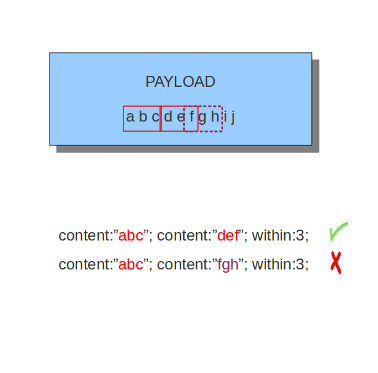 PAYLOAD
a b c d e f g h i j
content:”abc”; content:”def”; within:3;
content:”abc”; content:”fgh”; within:3;